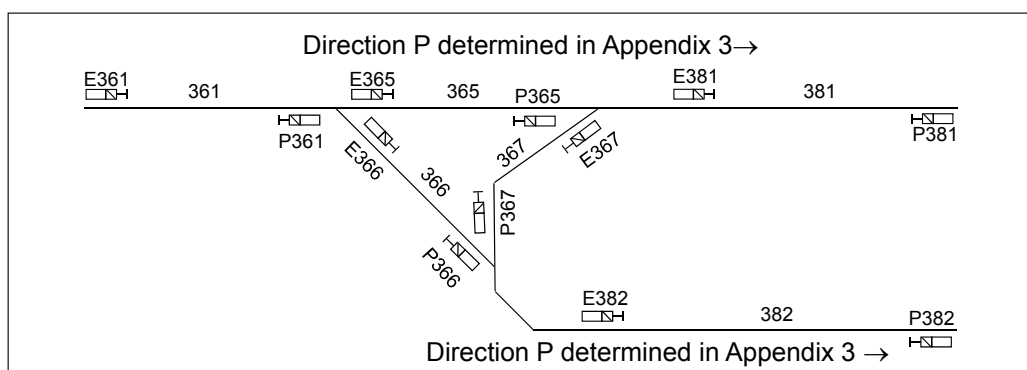 Direction P determined in Appendix 3→
E361 361 E365 365 P365 E381 381
P361 P381
E366 366 367 E367
P367
P366
E382 382 P382
Direction P determined in Appendix 3 →